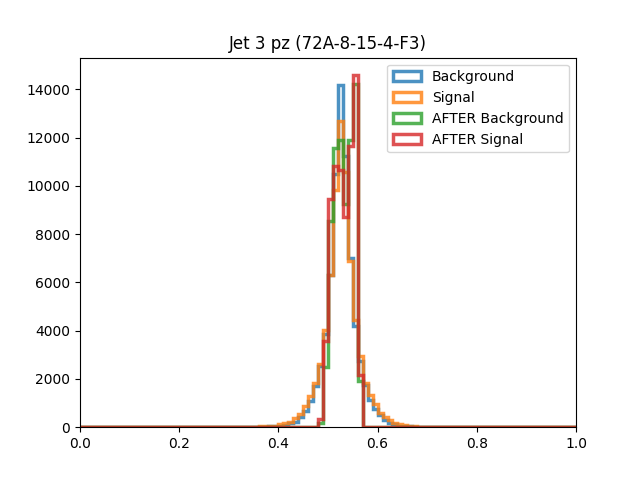 Jet 3 pz (72A-8-15-4-F3)
Background
Signal
AFTER Background
AFTER Signal
14000
12000
10000
8000
6000
4000
2000
0
0.0 0.2 0.4 0.6 0.8 1.0